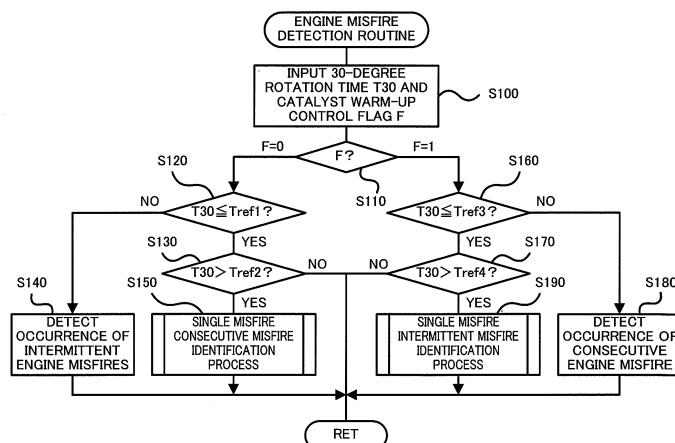 ENGINE MISFIRE
DETECTION ROUTINE
INPUT 30-DEGREE
ROTATION TIME T30 AND
CATALYST WARM-UP
CONTROL FLAG F
S100
F=0
F?
F=1
S110
S120
S160
NO
T30≦Tref1?
T30≦Tref3?
NO
YES
YES
S130
S170
T30>Tref2?
NO
NO
T30>Tref4?
YES
YES
S140
S150
S190
S180
DETECT
OCCURRENCE OF
INTERMITTENT
ENGINE MISFIRES
SINGLE MISFIRE
CONSECUTIVE MISFIRE
IDENTIFICATION
PROCESS
SINGLE MISFIRE
INTERMITTENT MISFIRE
IDENTIFICATION
PROCESS
DETECT
OCCURRENCE OF
CONSECUTIVE
ENGINE MISFIRE
RET